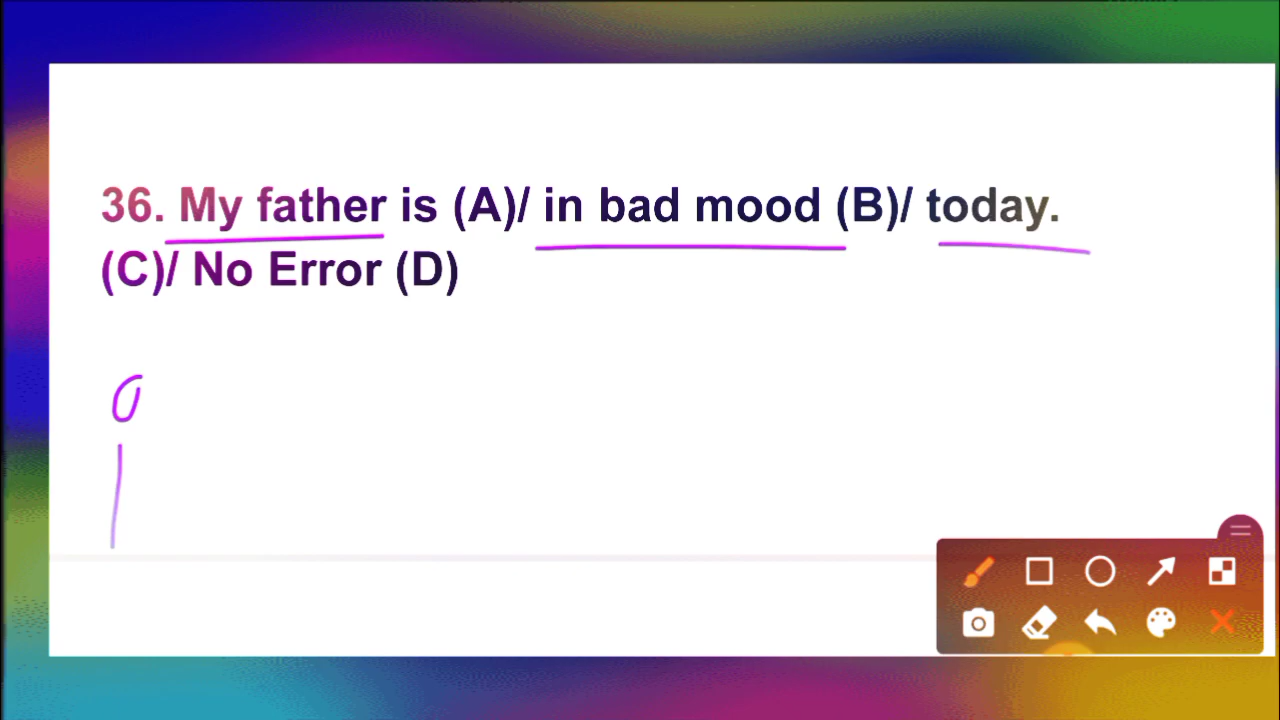 36. My father is (A)/ in bad mood (B)/ today.
(C)/ No Error (D)